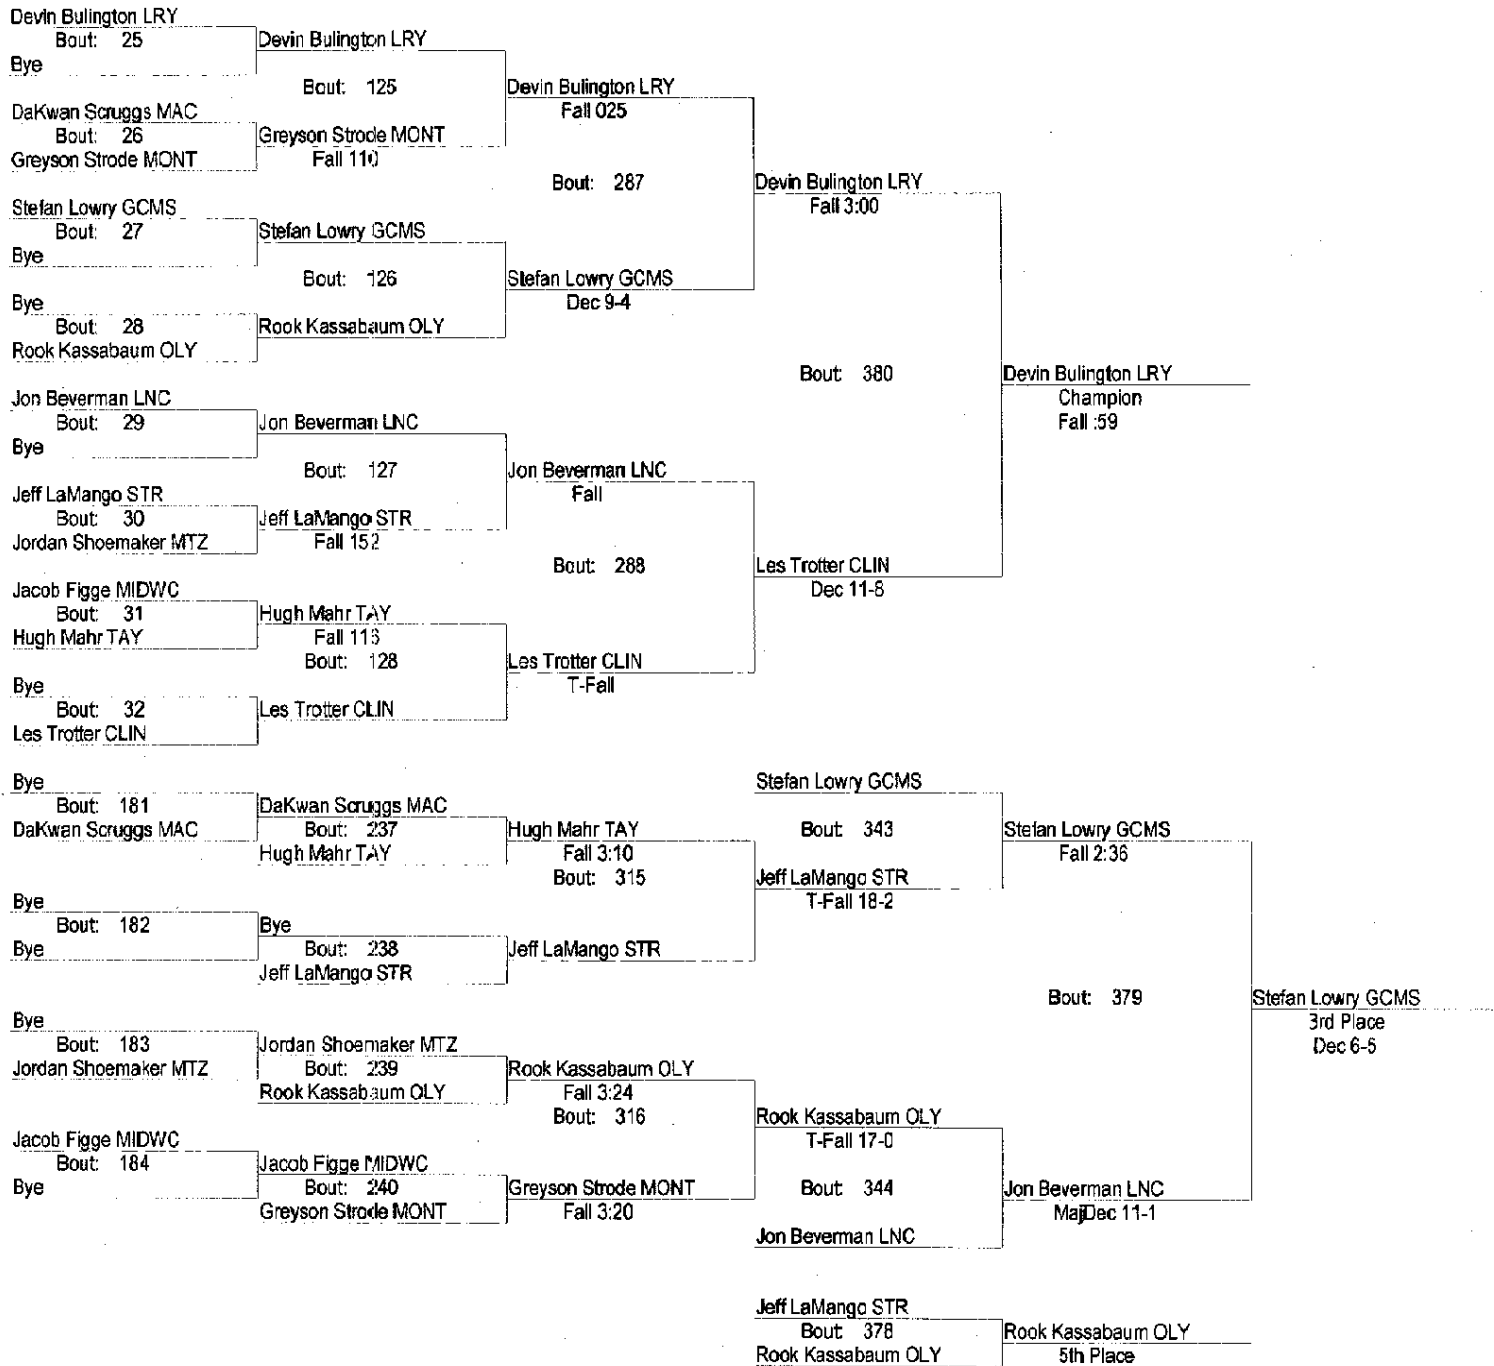 Devin Bulington LRY
Bout: 25
Bye
Devin Bulington LRY
Bout: 125
DaKwan Scruggs MAC
Bout: 26
Greyson Strode MONT
Greyson Strode MONT
Fall 110
Devin Bulington LRY
Fall 025
Bout: 287
Stefan Lowry GCMS
Bout: 27
Bye
Stefan Lowry GCMS
Bout: 126
Bye
Bout: 28
Rook Kassabaum OLY
Rook Kassabaum OLY
Stefan Lowry GCMS
Dec 9-4
Devin Bulington LRY
Fall 3:00
Bout: 380
Devin Bulington LRY
Champion
Fall :59
Jon Beverman LNC
Bout: 29
Bye
Jon Beverman LNC
Bout: 127
Jeff LaMango STR
Bout: 30
Jordan Shoemaker MTZ
Jeff LaMango STR
Fall 152
Jon Beverman LNC
Fall
Bout: 288
Jacob Figge MIDWC
Bout: 31
Hugh Mahr TAY
Hugh Mahr TAY
Fall 116
Bout: 128
Bye
Bout: 32
Les Trotter CLIN
Les Trotter CLIN
Les Trotter CLIN
T-Fall
Les Trotter CLIN
Dec 11-8
Bye
Bout: 181
DaKwan Scruggs MAC
DaKwan Scruggs MAC
Bout: 237
Hugh Mahr TAY
Hugh Mahr TAY
Fall 3:10
Bout: 315
Bye
Bout: 182
Bye
Bye
Bout: 238
Jeff LaMango STR
Jeff LaMango STR
Stefan Lowry GCMS
Bout: 343
Jeff LaMango STR
T-Fall 18-2
Stefan Lowry GCMS
Fall 2:36
Bout: 379
Stefan Lowry GCMS
3rd Place
Dec 6-5
Bye
Bout: 183
Jordan Shoemaker MTZ
Jordan Shoemaker MTZ
Bout: 239
Rook Kassabaum OLY
Rook Kassabaum OLY
Fall 3:24
Bout: 316
Jacob Figge MIDWC
Bout: 184
Bye
Jacob Figge MIDWC
Bout: 240
Greyson Strode MONT
Greyson Strode MONT
Fall 3:20
Rook Kassabaum OLY
T-Fall 17-0
Bout: 344
Jon Beverman LNC
Jon Beverman LNC
MajDec 11-1
Jeff LaMango STR
Bout: 378
Rook Kassabaum OLY
Rook Kassabaum OLY
5th Place